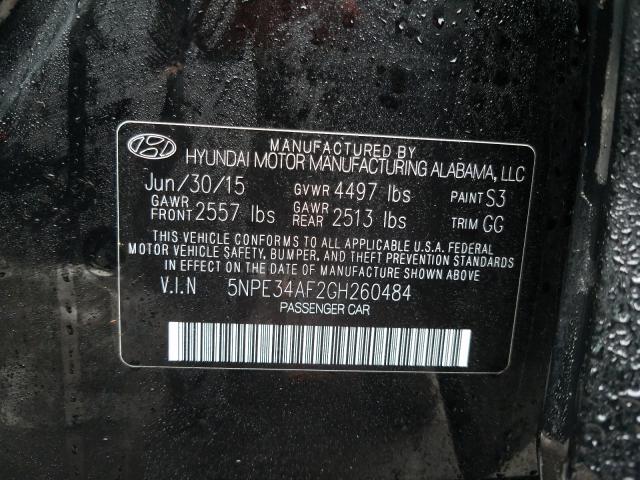 MANUFACTURED BY
HYUNDAI MOTOR MANUFACTURING ALABAMA, LLC
Jun/30/15 GVWR 4497 lbs PAINT S3
GAWR FRONT 2557 lbs GAWR REAR 2513 lbs TRIM GG
THIS VEHICLE CONFORMS TO ALL APPLICABLE U.S.A. FEDERAL
MOTOR VEHICLE SAFETY, BUMPER, AND THEFT PREVENTION STANDARDS
IN EFFECT ON THE DATE OF MANUFACTURE SHOWN ABOVE.
V.I.N 5NPE34AF2GH260484
PASSENGER CAR